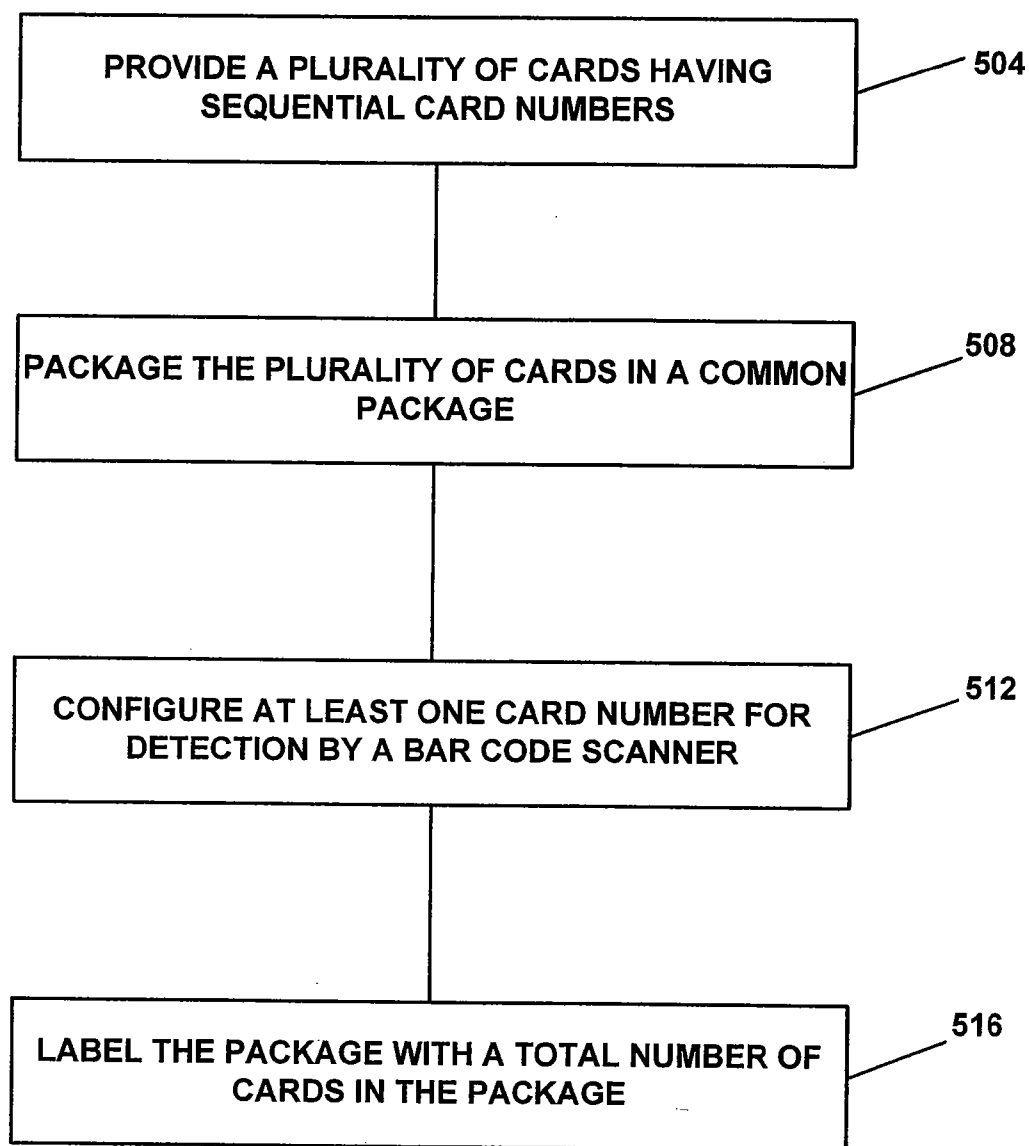 PROVIDE A PLURALITY OF CARDS HAVING
SEQUENTIAL CARD NUMBERS
504
PACKAGE THE PLURALITY OF CARDS IN A COMMON
PACKAGE
508
CONFIGURE AT LEAST ONE CARD NUMBER FOR
DETECTION BY A BAR CODE SCANNER
512
LABEL THE PACKAGE WITH A TOTAL NUMBER OF
CARDS IN THE PACKAGE
516